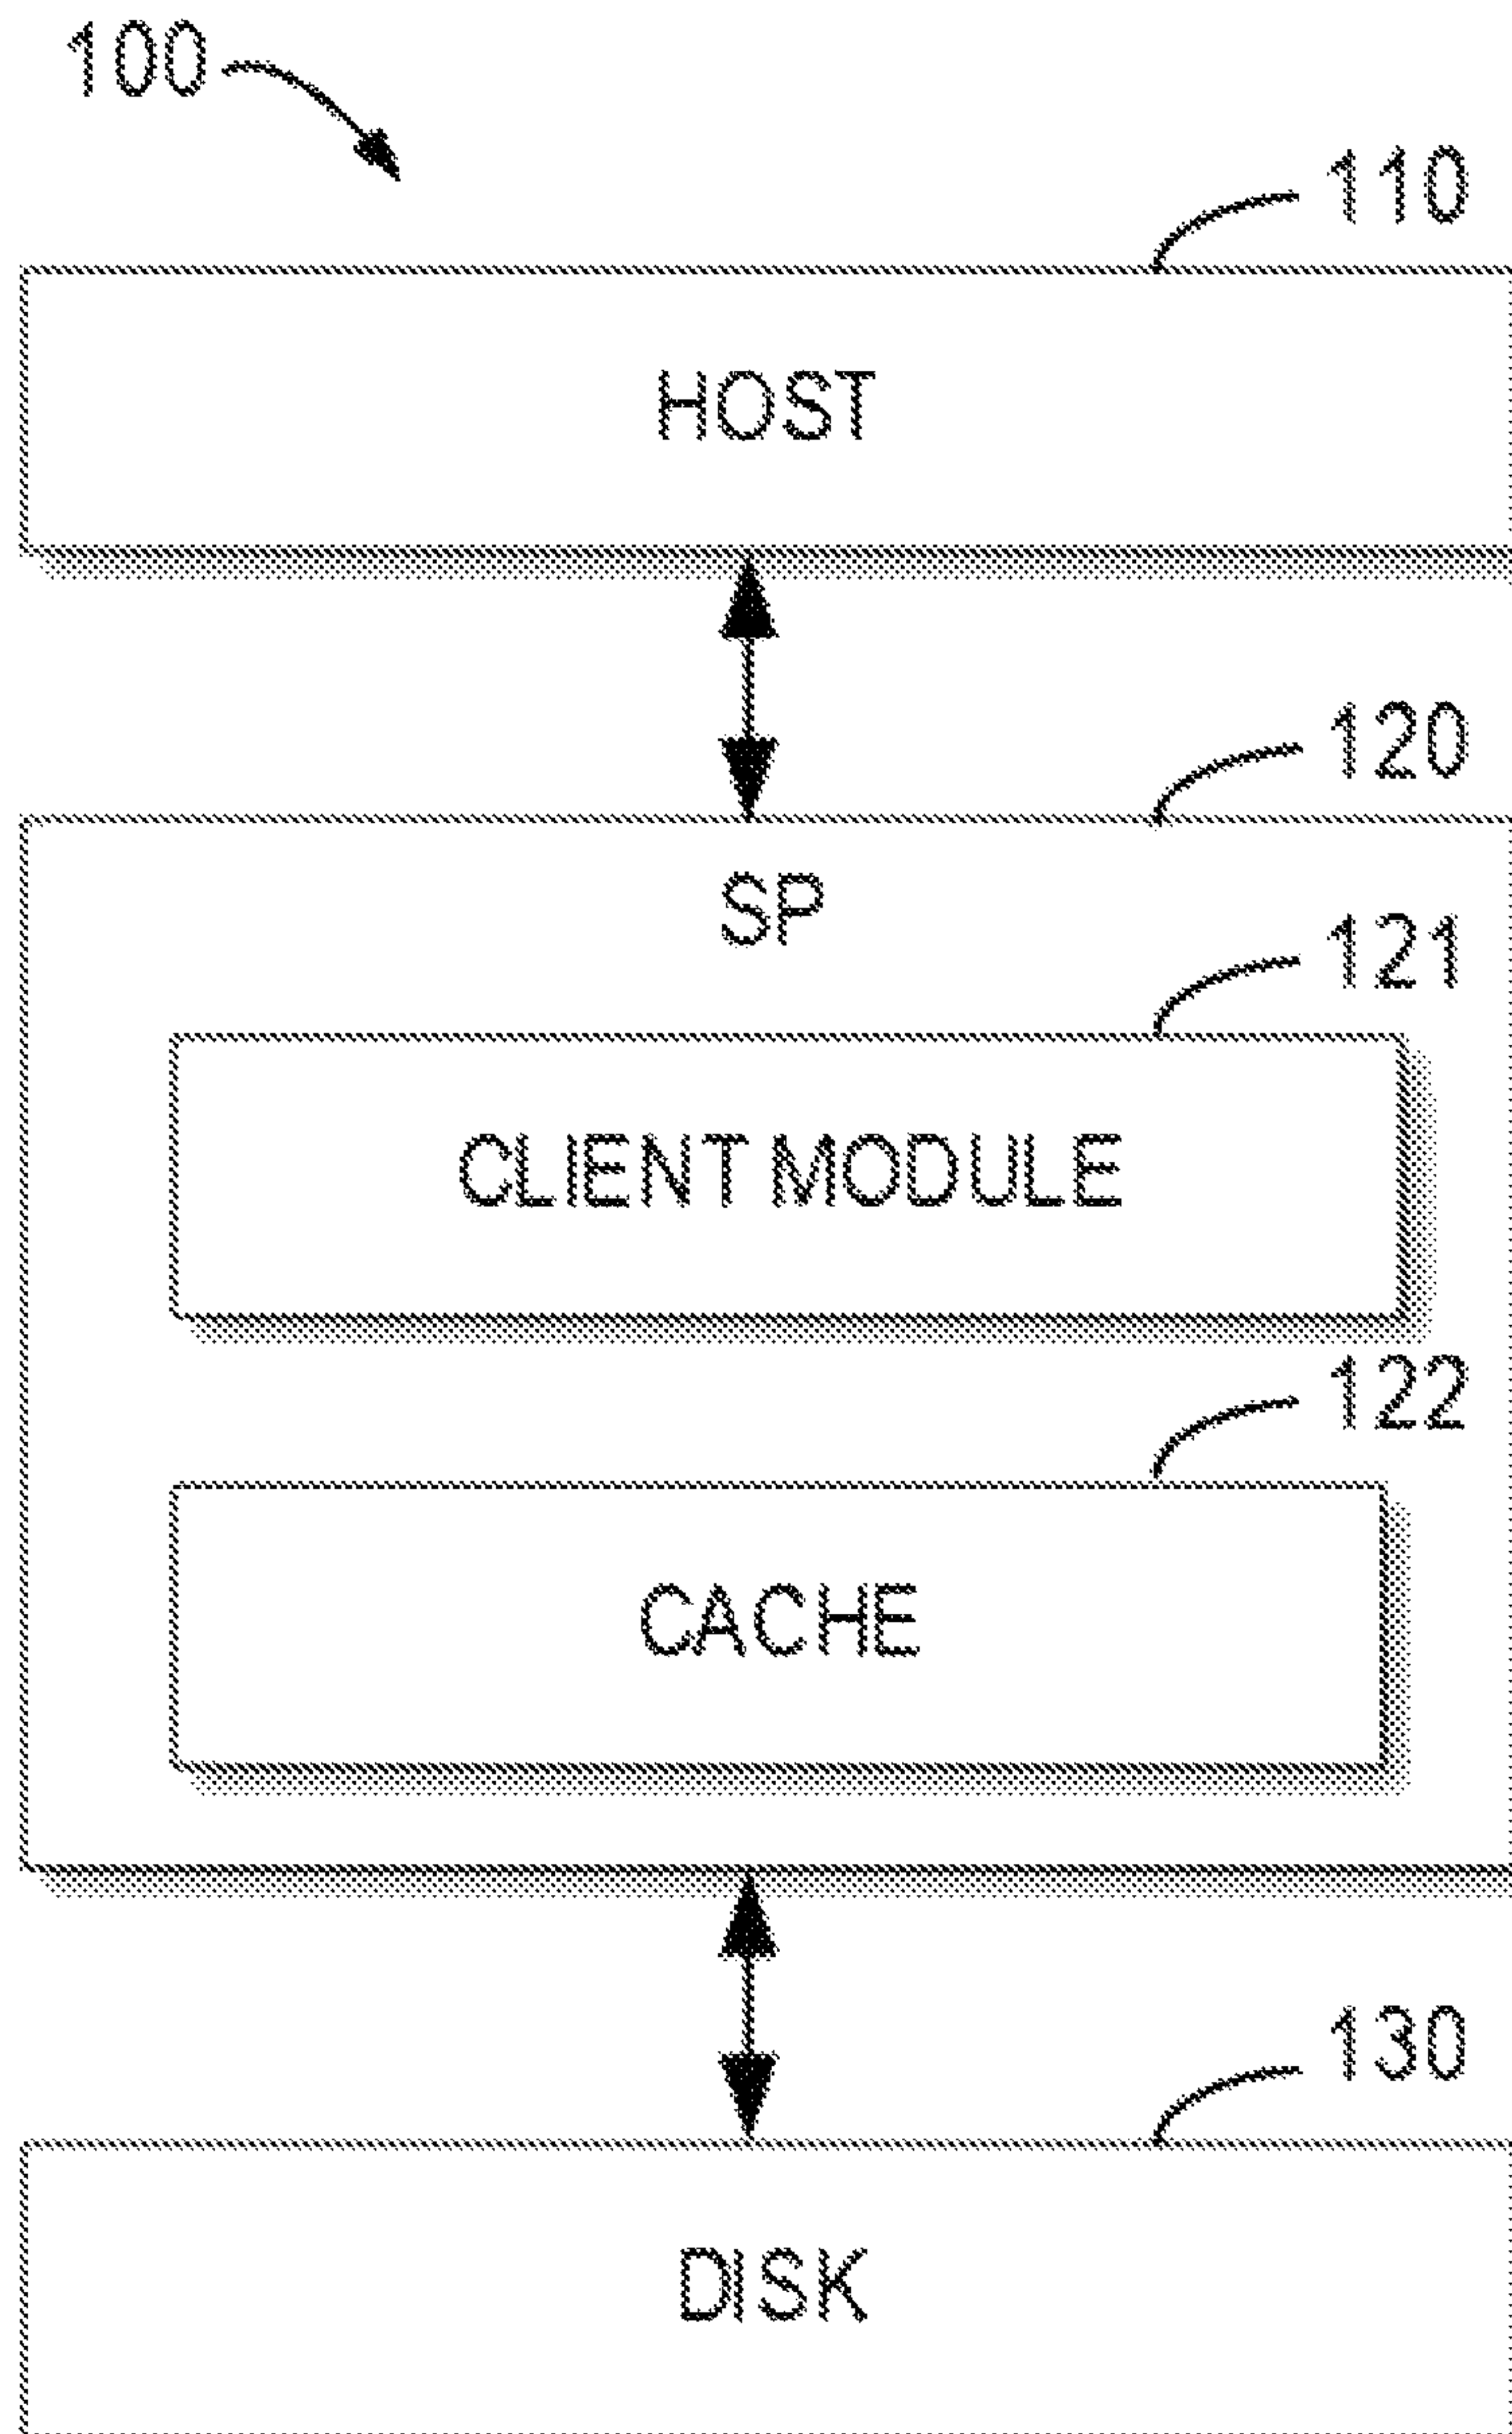 100
110
HOST
120
SP
121
CLIENT MODULE
122
CACHE
130
DISK